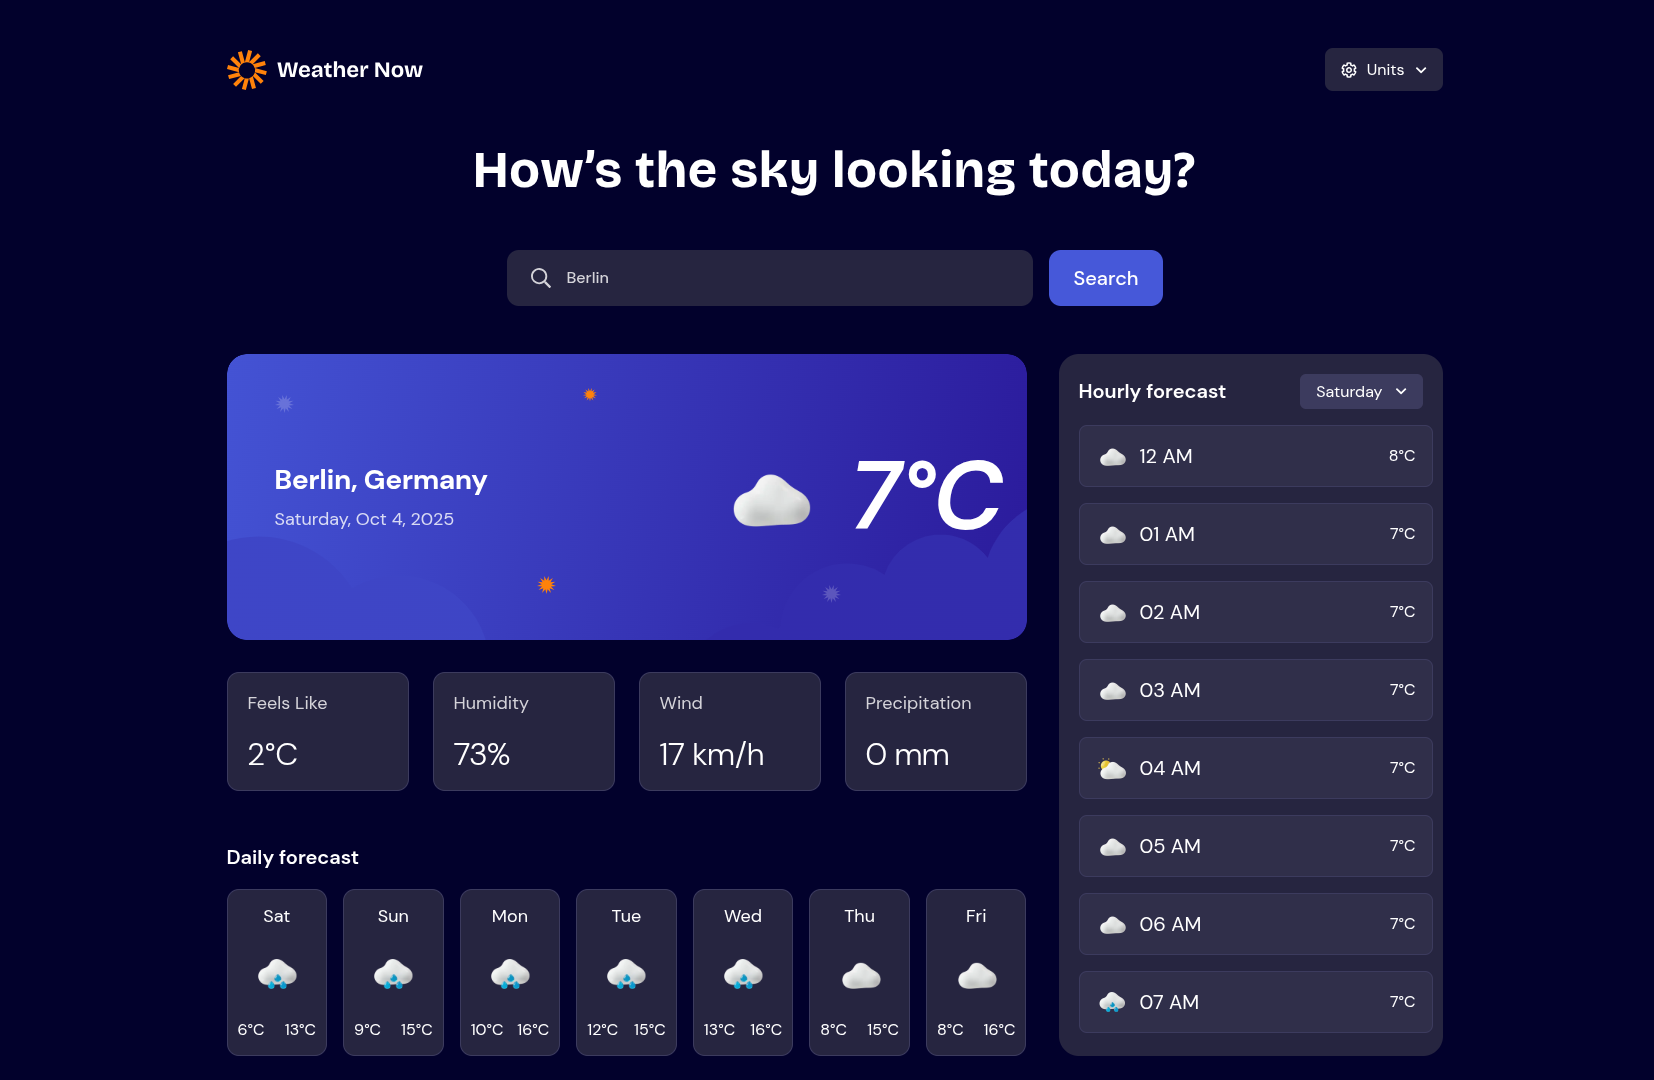 Weather Now
Units
How’s the sky looking today?
Berlin
Search
Berlin, Germany
Saturday, Oct 4, 2025
7°C
Feels Like
2°C
Humidity
73%
Wind
17 km/h
Precipitation
0 mm
Daily forecast
Sat
6°C 13°C
Sun
9°C 15°C
Mon
10°C 16°C
Tue
12°C 15°C
Wed
13°C 16°C
Thu
8°C 15°C
Fri
8°C 16°C
Hourly forecast
Saturday
12 AM 8°C
01 AM 7°C
02 AM 7°C
03 AM 7°C
04 AM 7°C
05 AM 7°C
06 AM 7°C
07 AM 7°C